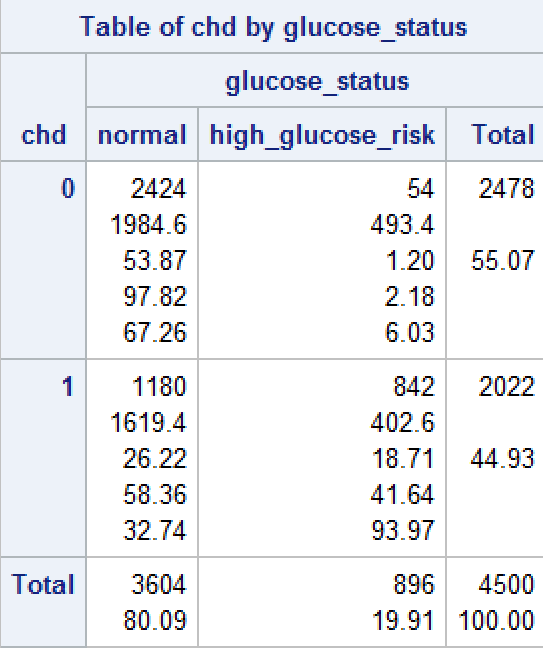 Table of chd by glucose_status
glucose_status
chd normal high_glucose_risk Total
0 2424 54 2478
1984.6 493.4
53.87 1.20 55.07
97.82 2.18
67.26 6.03
1 1180 842 2022
1619.4 402.6
26.22 18.71 44.93
58.36 41.64
32.74 93.97
Total 3604 896 4500
80.09 19.91 100.00